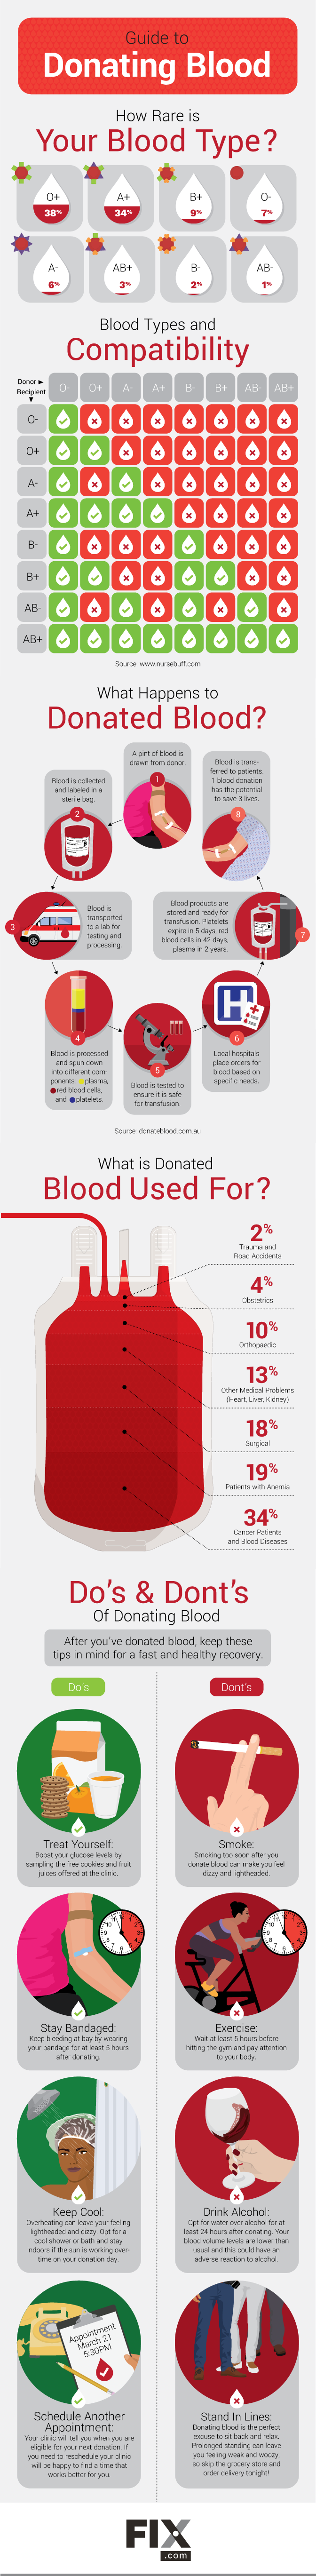 Guide to
Donating Blood
How Rare is
Your Blood Type?
O+
38%
A+
34%
B+
9%
O-
7%
A-
6%
AB+
3%
B-
2%
AB-
1%
Blood Types and
Compatibility
Donor
Recipient
O- O+ A- A+ B- B+ AB- AB+
O-
O+
A-
A+
B-
B+
AB-
AB+
Source: www.nursebuff.com
What Happens to
Donated Blood?
A pint of blood is
drawn from donor.
1
Blood is collected
and labeled in a
sterile bag.
2
Blood is
transported
to a lab for
testing and
processing.
3
4
Blood is processed
and spun down
into different com-
ponents plasma,
red blood cells,
and platelets.
5
Blood is tested to
ensure it is safe
for transfusion.
6
Local hospitals
place orders for
blood based on
specific needs.
Blood products are
stored and ready for
transfusion. Platelets
expire in 5 days, red
blood cells in 42 days,
plasma in 2 years.
7
Blood is trans-
ferred to patients.
1 blood donation
has the potential
to save 3 lives.
8
Source: donateblood.com.au
What is Donated
Blood Used For?
2%
Trauma and
Road Accidents
4%
Obstetrics
10%
Orthopaedic
13%
Other Medical Problems
(Heart, Liver, Kidney)
18%
Surgical
19%
Patients with Anemia
34%
Cancer Patients
and Blood Diseases
Do's & Dont's
Of Donating Blood
After you've donated blood, keep these
tips in mind for a fast and healthy recovery.
Do's
Dont's
Treat Yourself:
Boost your glucose levels by
sampling the free cookies and fruit
juices offered at the clinic.
Smoke:
Smoking too soon after you
donate blood can make you feel
dizzy and lightheaded.
Stay Bandaged:
Keep bleeding at bay by wearing
your bandage for at least 5 hours
after donating.
Exercise:
Wait at least 5 hours before
hitting the gym and pay attention
to your body.
Keep Cool:
Overheating can leave your feeling
lightheaded and dizzy. Opt for a
cool shower or bath and stay
indoors if the sun is working over-
time on your donation day.
Drink Alcohol:
Opt for water over alcohol for at
least 24 hours after donating. Your
blood volume levels are lower than
usual and this could have an
adverse reaction to alcohol.
Appointment
March 21
5:30PM
Schedule Another
Appointment:
Your clinic will tell you when you are
eligible for your next donation. If
you need to reschedule your clinic
will be happy to find a time that
works better for you.
Stand In Lines:
Donating blood is the perfect
excuse to sit back and relax.
Prolonged standing can leave
you feeling weak and woozy,
so skip the grocery store and
order delivery tonight!
FIX
.com